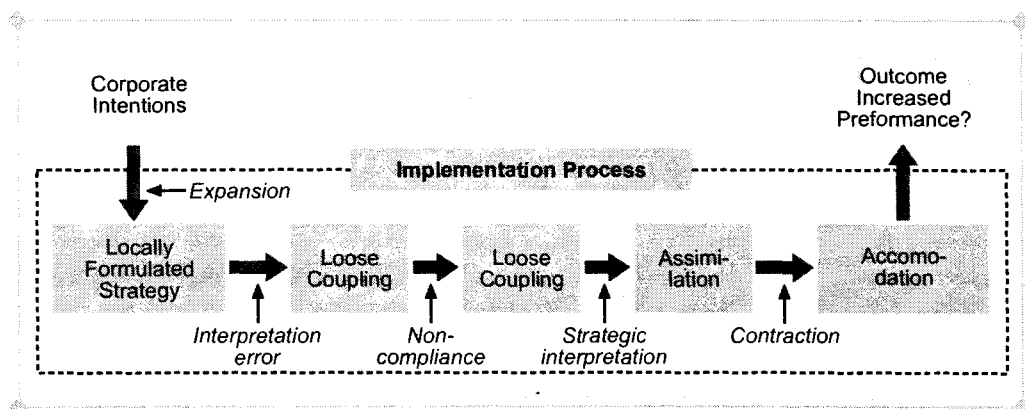 Corporate
Intentions
Outcome
Increased
Preformance?
Implementation Process
Expansion
Locally
Formulated
Strategy
Loose
Coupling
Loose
Coupling
Assimi-
lation
Accomo-
dation
Interpretation
error
Non-
compliance
Strategic
interpretation
Contraction